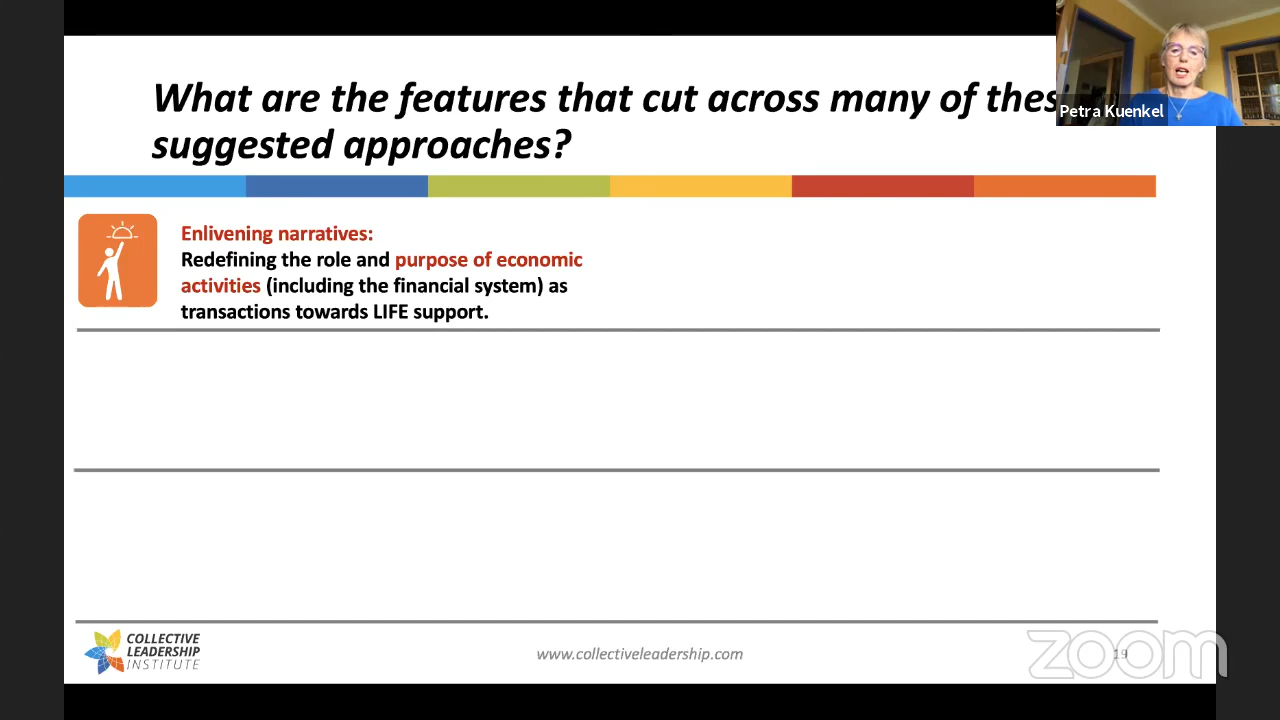 What are the features that cut across many of thes
suggested approaches?
Petra Kuenkel
Enlivening narratives:
Redefining the role and purpose of economic
activities (including the financial system) as
transactions towards LIFE support.
COLLECTIVE
LEADERSHIP
INSTITUTE
www.collectiveleadership.com
19
zoom